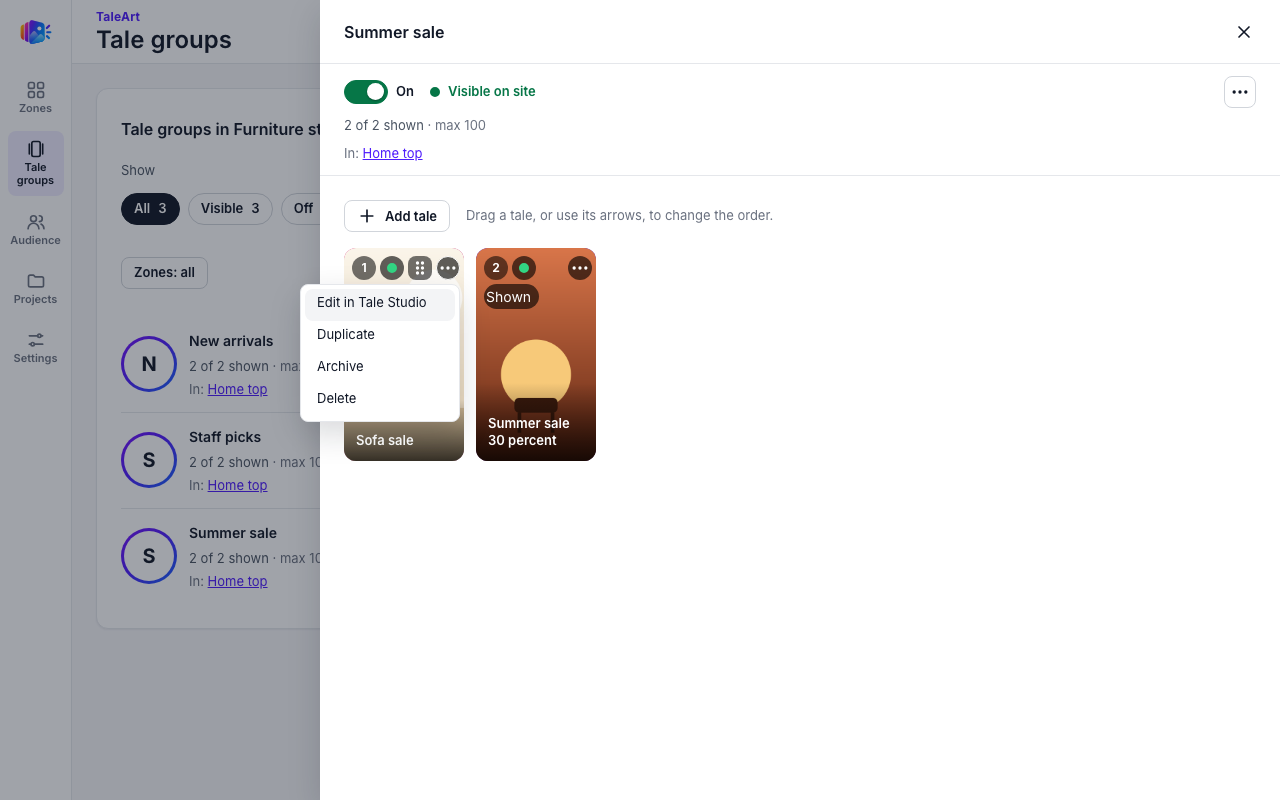 TaleArt
Tale groups
Zones
Tale groups
Audience
Projects
Settings
Tale groups in Furniture st
Show
All 3
Visible 3
Off
Zones: all
N
New arrivals
2 of 2 shown · ma
In: Home top
S
Staff picks
2 of 2 shown · max 10
In: Home top
S
Summer sale
2 of 2 shown · max 10
In: Home top
Summer sale
On
Visible on site
2 of 2 shown · max 100
In: Home top
Add tale
Drag a tale, or use its arrows, to change the order.
1
Edit in Tale Studio
Duplicate
Archive
Delete
Sofa sale
2
Shown
Summer sale
30 percent